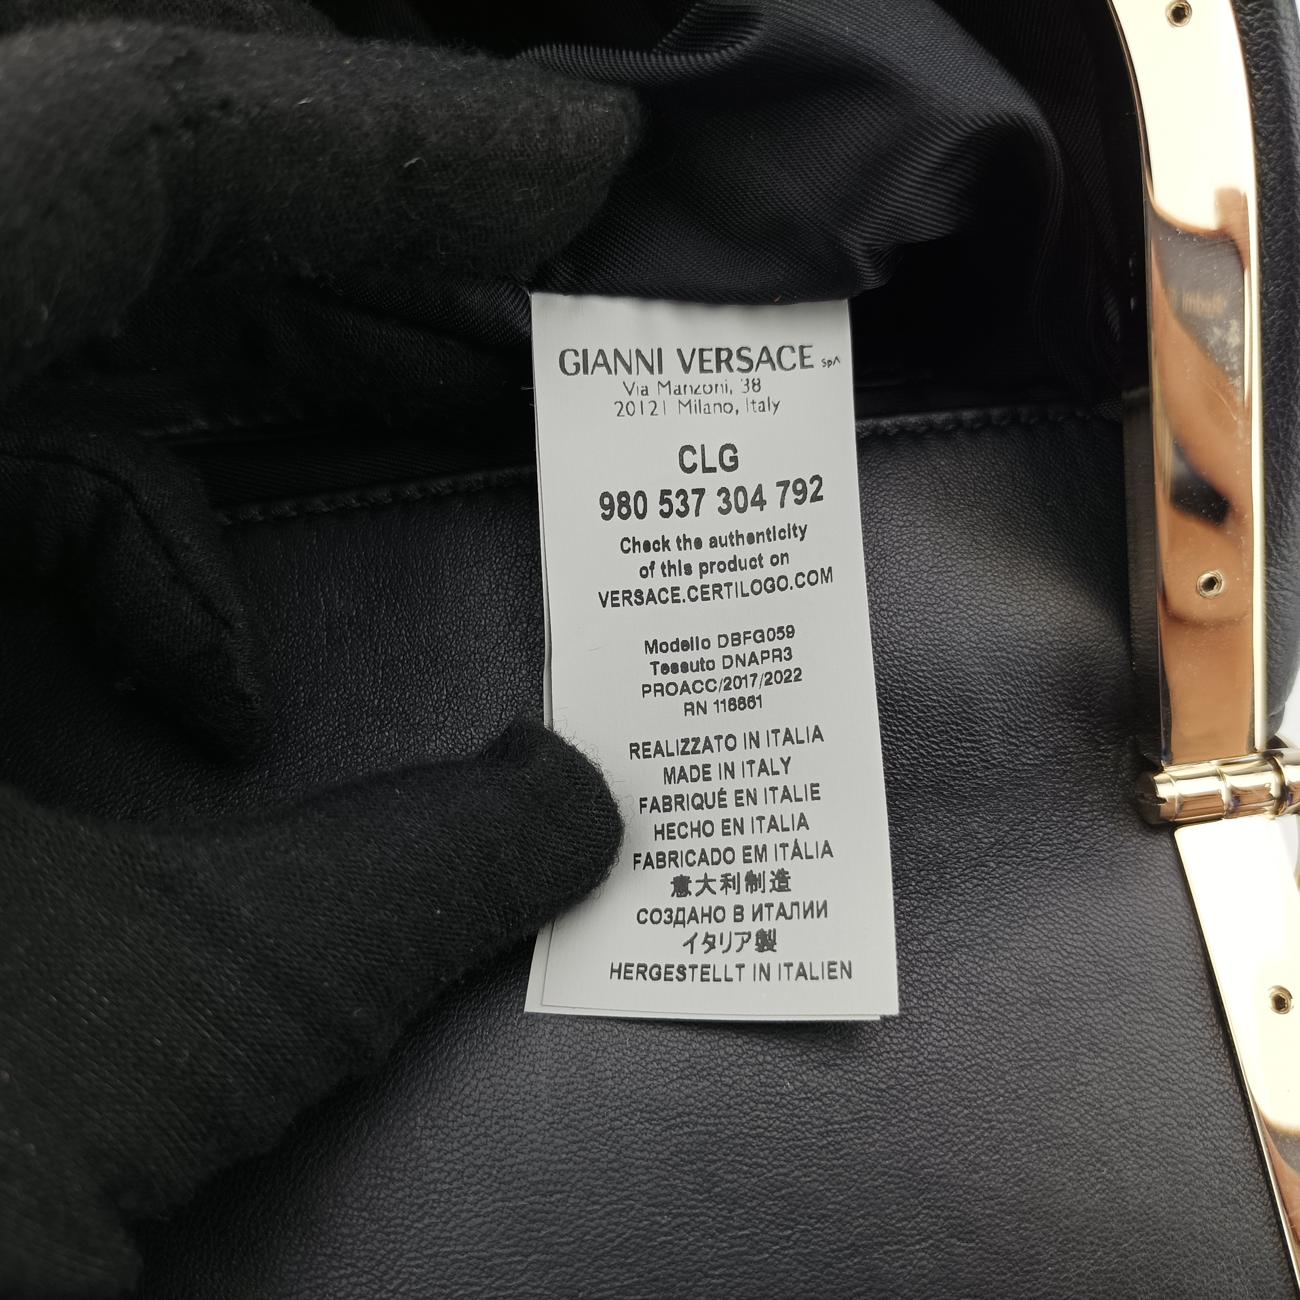 GIANNI VERSACE SpA
Via Manzoni, 38
20121 Milano, Italy
CLG
980 537 304 792
Check the authenticity
of this product on
VERSACE.CERTILOGO.COM
Modello DBFG059
Tessuto DNAPR3
PROACC/2017/2022
RN 116661
REALIZZATO IN ITALIA
MADE IN ITALY
FABRIQUÉ EN ITALIE
HECHO EN ITALIA
FABRICADO EM ITÁLIA
意大利制造
СОЗДАНО В ИТАЛИИ
イタリア製
HERGESTELLT IN ITALIEN